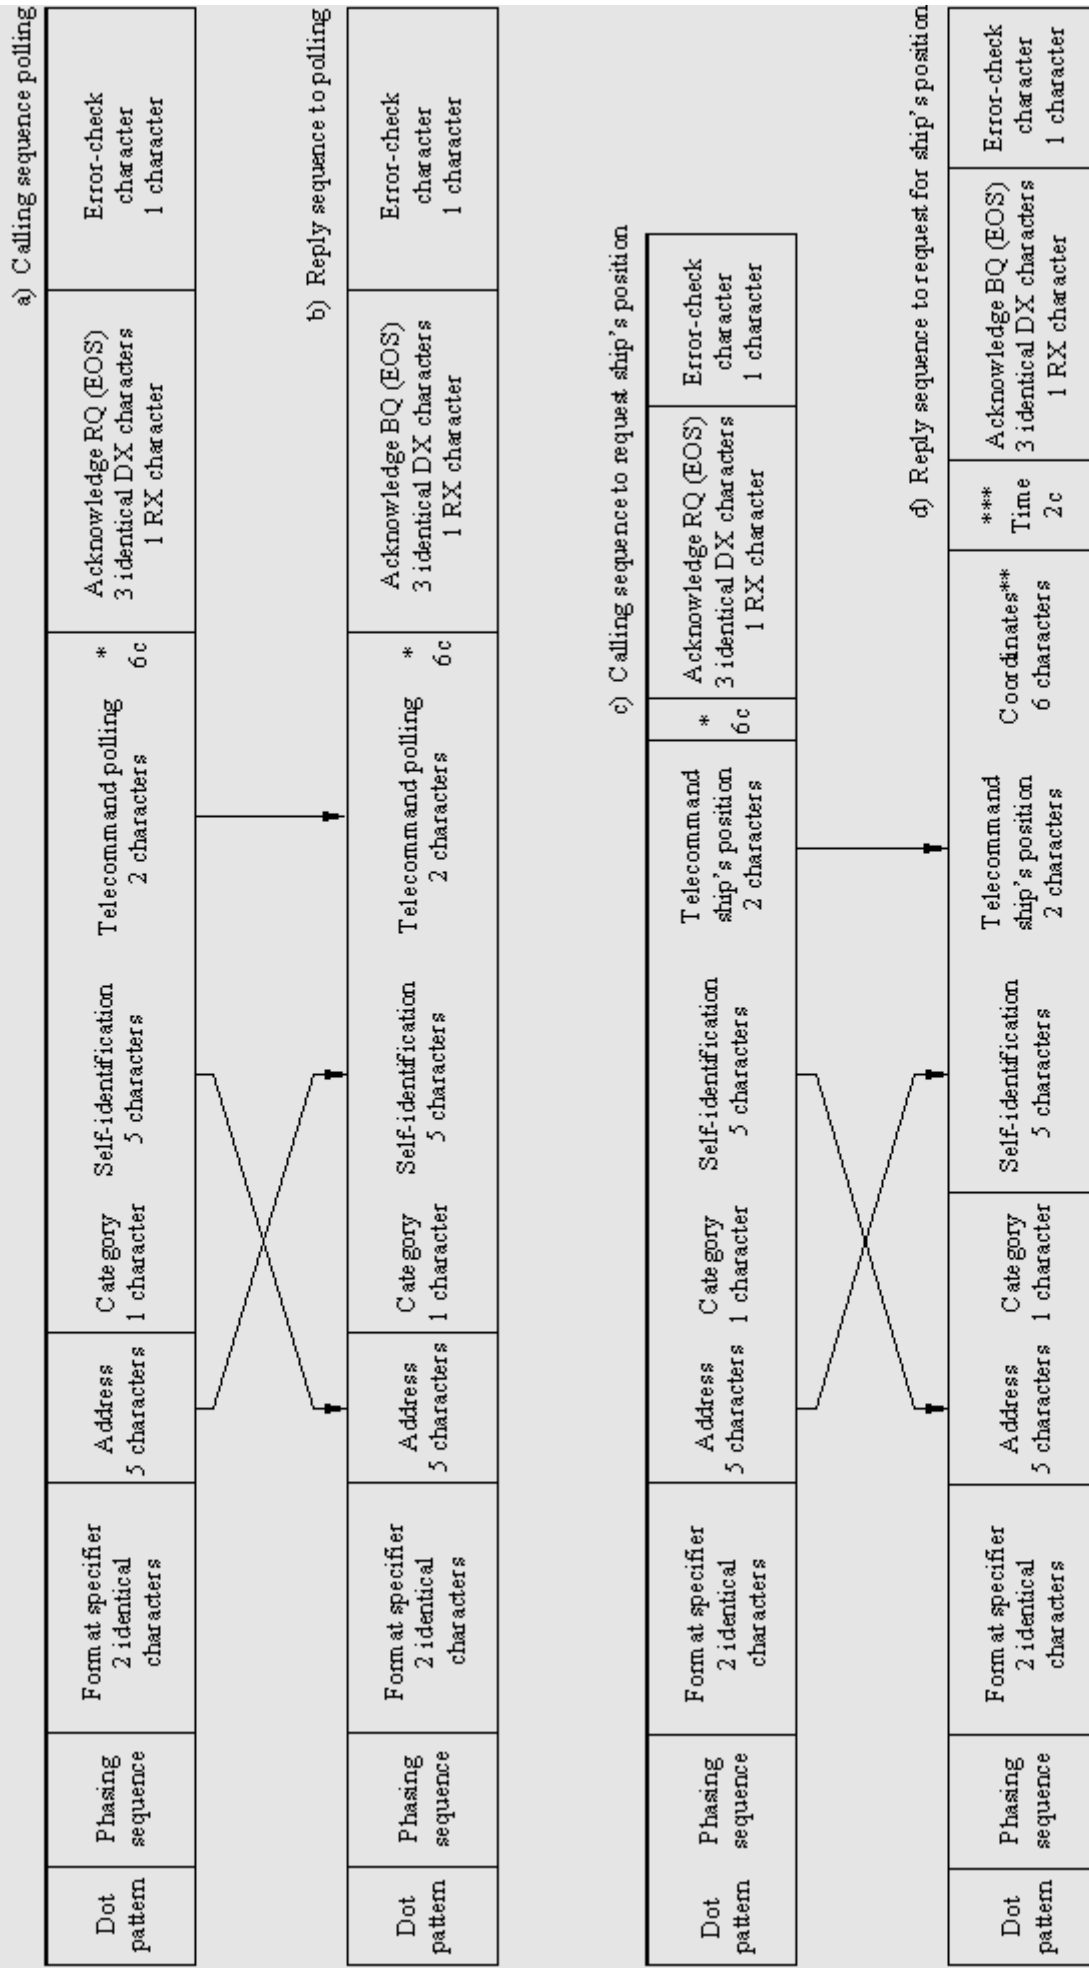 a) Calling sequence polling
Dot
pattern
Phasing
sequence
Format specifier
2 identical
characters
Address
5 characters
Category
1 character
Self-identification
5 characters
Telecommand polling
2 characters
*
6c
Acknowledge RQ (EOS)
3 identical DX characters
1 RX character
Error-check
character
1 character
b) Reply sequence to polling
Dot
pattern
Phasing
sequence
Format specifier
2 identical
characters
Address
5 characters
Category
1 character
Self-identification
5 characters
Telecommand polling
2 characters
*
6c
Acknowledge BQ (EOS)
3 identical DX characters
1 RX character
Error-check
character
1 character
c) Calling sequence to request ship's position
Dot
pattern
Phasing
sequence
Format specifier
2 identical
characters
Address
5 characters
Category
1 character
Self-identification
5 characters
Telecommand
ship's position
2 characters
*
6c
Acknowledge RQ (EOS)
3 identical DX characters
1 RX character
Error-check
character
1 character
d) Reply sequence to request for ship's position
Dot
pattern
Phasing
sequence
Format specifier
2 identical
characters
Address
5 characters
Category
1 character
Self-identification
5 characters
Telecommand
ship's position
2 characters
Coordinates**
6 characters
***
Time
2c
Acknowledge BQ (EOS)
3 identical DX characters
1 RX character
Error-check
character
1 character